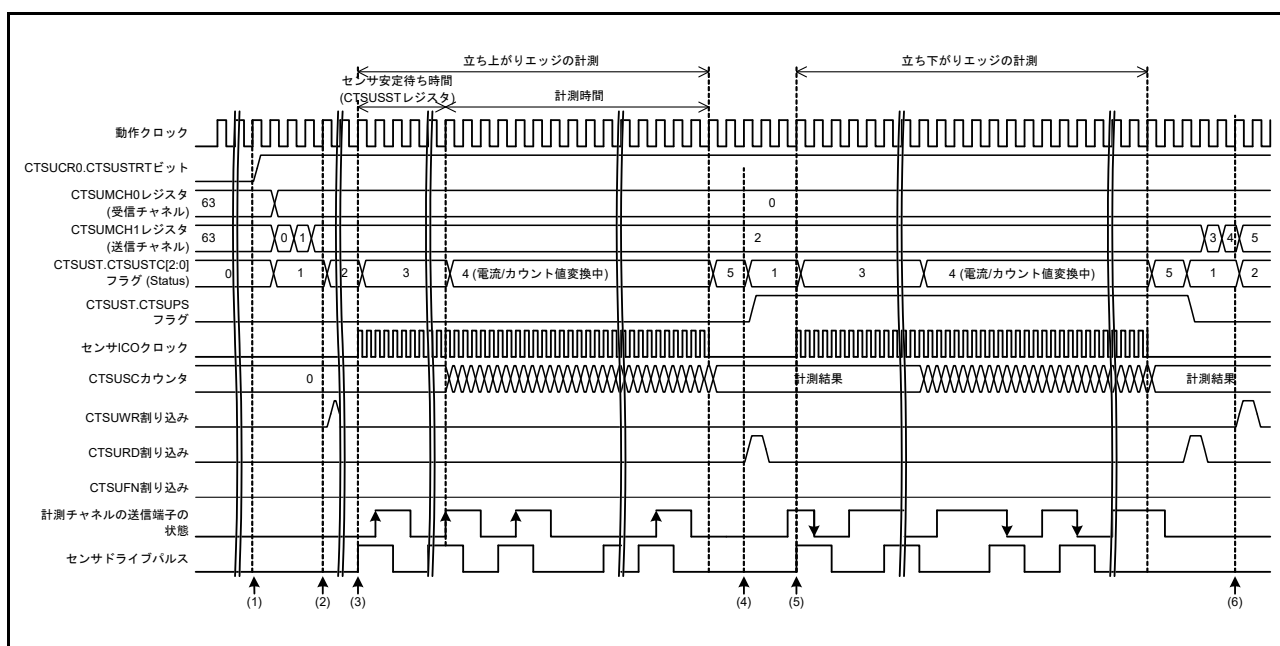 立ち上がりエッジの計測
立ち下がりエッジの計測
センサ安定待ち時間
(CTSUSSTレジスタ)
計測時間
動作クロック
CTSUCR0.CTSUSTRTビット
CTSUMCH0レジスタ
(受信チャネル)
63
0
CTSUMCH1レジスタ
(送信チャネル)
63
0
1
2
3
4
5
CTSUST.CTSUSTC[2:0]
フラグ (Status)
0
1
2
3
4 (電流/カウント値変換中)
5
1
3
4 (電流/カウント値変換中)
5
1
2
CTSUST.CTSUPS
フラグ
センサICOクロック
CTSUSCカウンタ
0
計測結果
計測結果
CTSUWR割り込み
CTSURD割り込み
CTSUFN割り込み
計測チャネルの送信端子の
状態
センサドライブパルス
(1)
(2)
(3)
(4)
(5)
(6)